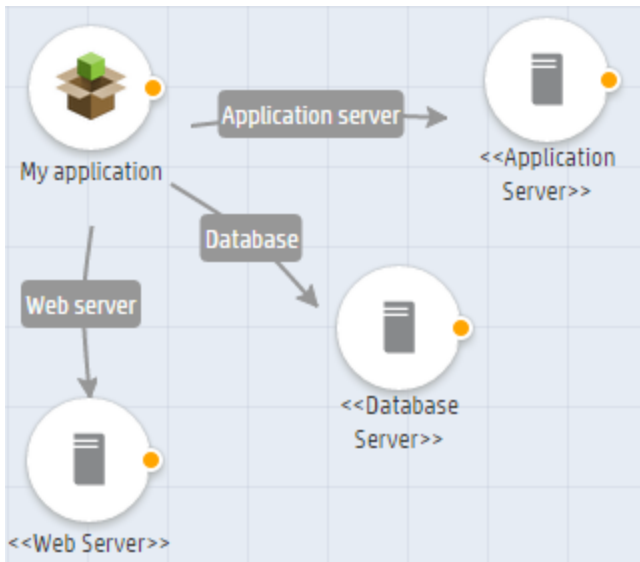 My application
Application server
<<Application
Server>>
Database
<<Database
Server>>
Web server
<<Web Server>>